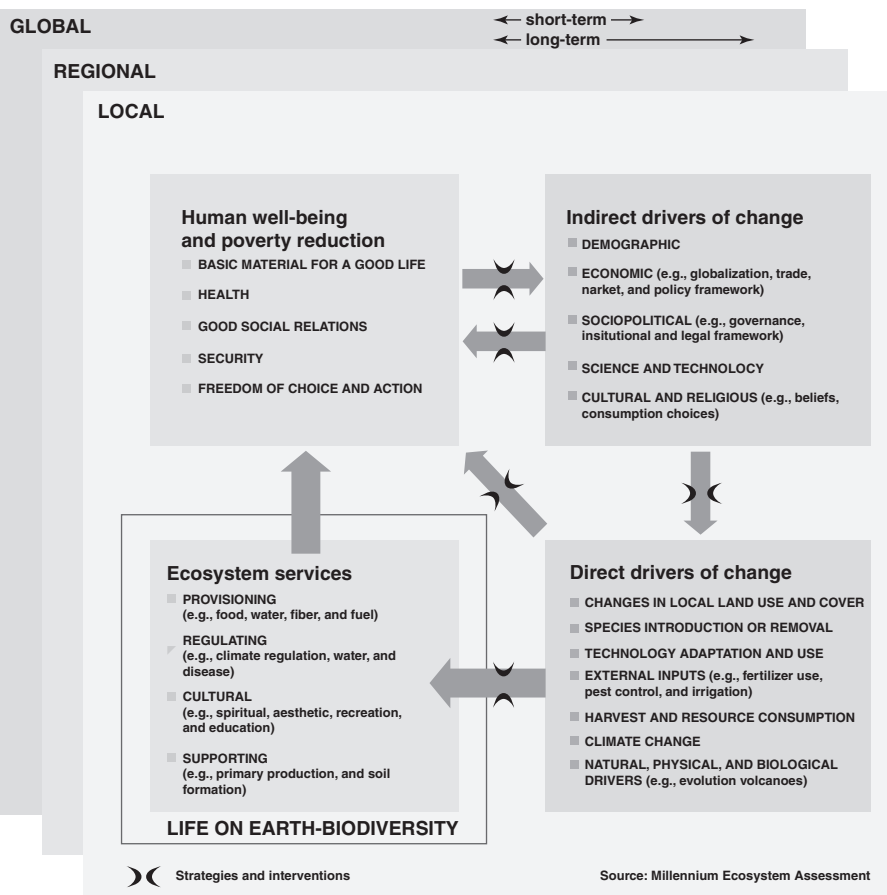 GLOBAL
short-term
long-term
REGIONAL
LOCAL
Human well-being
and poverty reduction
BASIC MATERIAL FOR A GOOD LIFE
HEALTH
GOOD SOCIAL RELATIONS
SECURITY
FREEDOM OF CHOICE AND ACTION
Indirect drivers of change
DEMOGRAPHIC
ECONOMIC (e.g., globalization, trade,
narket, and policy framework)
SOCIOPOLITICAL (e.g., governance,
insitutional and legal framework)
SCIENCE AND TECHNOLOGY
CULTURAL AND RELIGIOUS (e.g., beliefs,
consumption choices)
Ecosystem services
PROVISIONING
(e.g., food, water, fiber, and fuel)
REGULATING
(e.g., climate regulation, water, and
disease)
CULTURAL
(e.g., spiritual, aesthetic, recreation,
and education)
SUPPORTING
(e.g., primary production, and soil
formation)
LIFE ON EARTH-BIODIVERSITY
Direct drivers of change
CHANGES IN LOCAL LAND USE AND COVER
SPECIES INTRODUCTION OR REMOVAL
TECHNOLOGY ADAPTATION AND USE
EXTERNAL INPUTS (e.g., fertilizer use,
pest control, and irrigation)
HARVEST AND RESOURCE CONSUMPTION
CLIMATE CHANGE
NATURAL, PHYSICAL, AND BIOLOGICAL
DRIVERS (e.g., evolution volcanoes)
Strategies and interventions
Source: Millennium Ecosystem Assessment